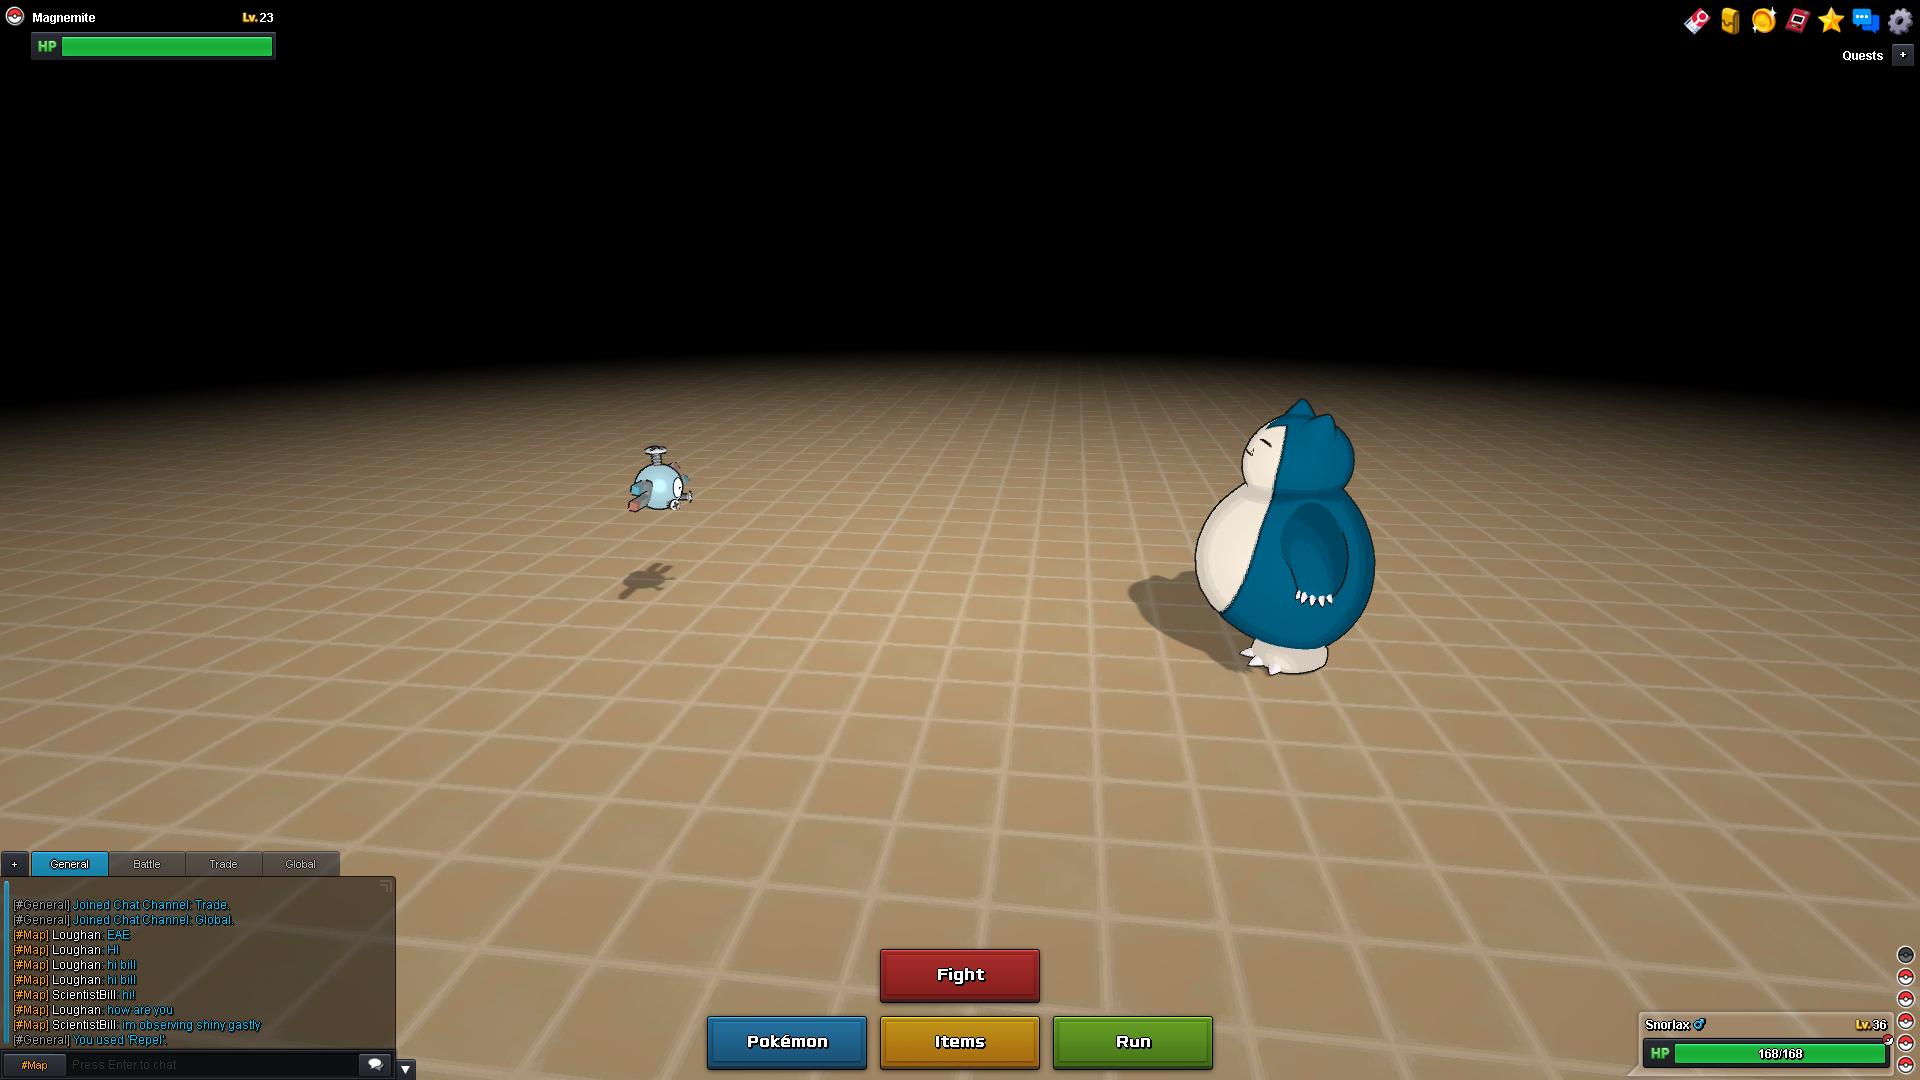 Magnemite Lv.23
HP
Quests +
+ General Battle Trade Global
[#General] Joined Chat Channel: Trade.
[#General] Joined Chat Channel: Global.
[#Map] Loughan: EAE
[#Map] Loughan: HI
[#Map] Loughan: hi bill
[#Map] Loughan: hi bill
[#Map] ScientistBill: hi!
[#Map] Loughan: how are you
[#Map] ScientistBill: im observing shiny gastly
[#General] You used 'Repel'.
#Map Press Enter to chat
Fight
Pokémon Items Run
Snorlax♂ Lv.36
HP 168/168